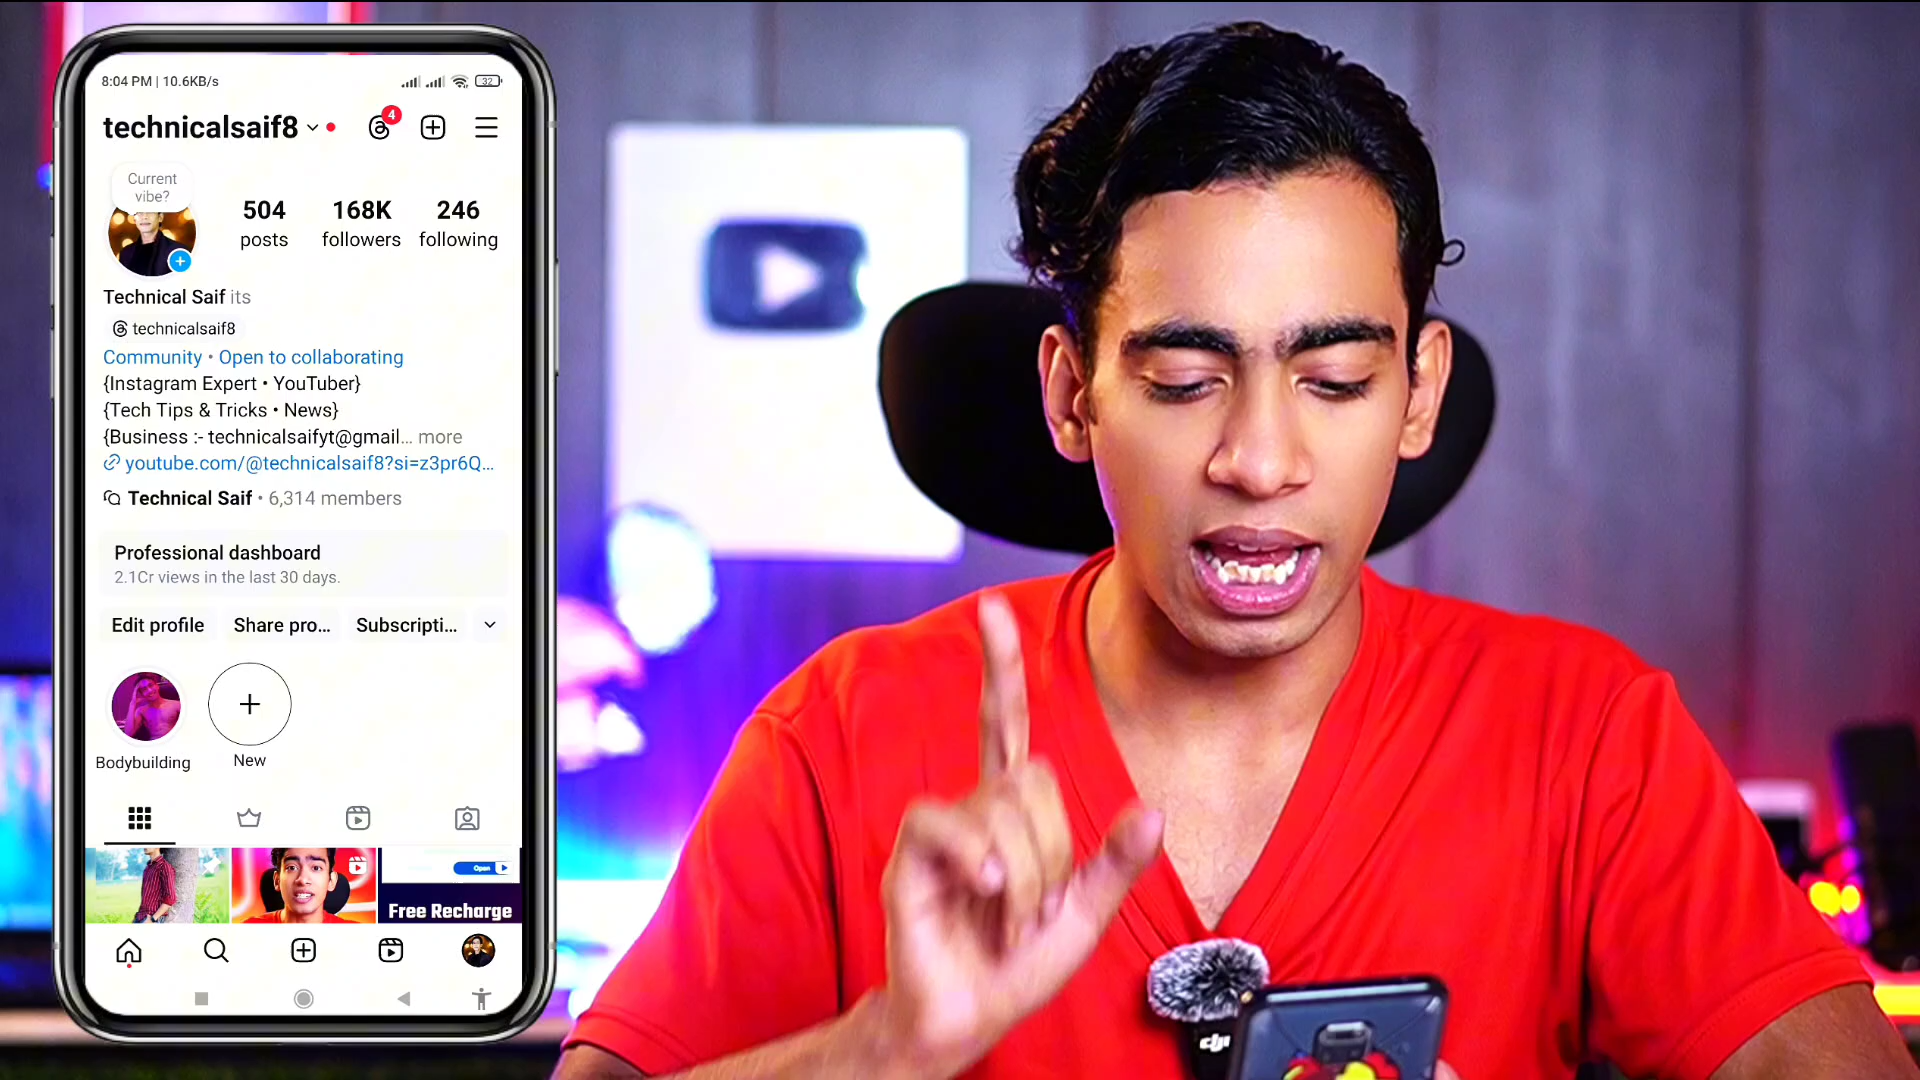 8:04 PM | 10.6KB/s
32
technicalsaif8
4
Current
vibe?
504 168K 246
posts followers following
Technical Saif its
technicalsaif8
Community • Open to collaborating
{Instagram Expert • YouTuber}
{Tech Tips & Tricks • News}
{Business :- technicalsaifyt@gmail... more
youtube.com/@technicalsaif8?si=z3pr6Q...
Technical Saif • 6,314 members
Professional dashboard
2.1Cr views in the last 30 days.
Edit profile Share pro... Subscripti...
Bodybuilding New
Open
Free Recharge
dji